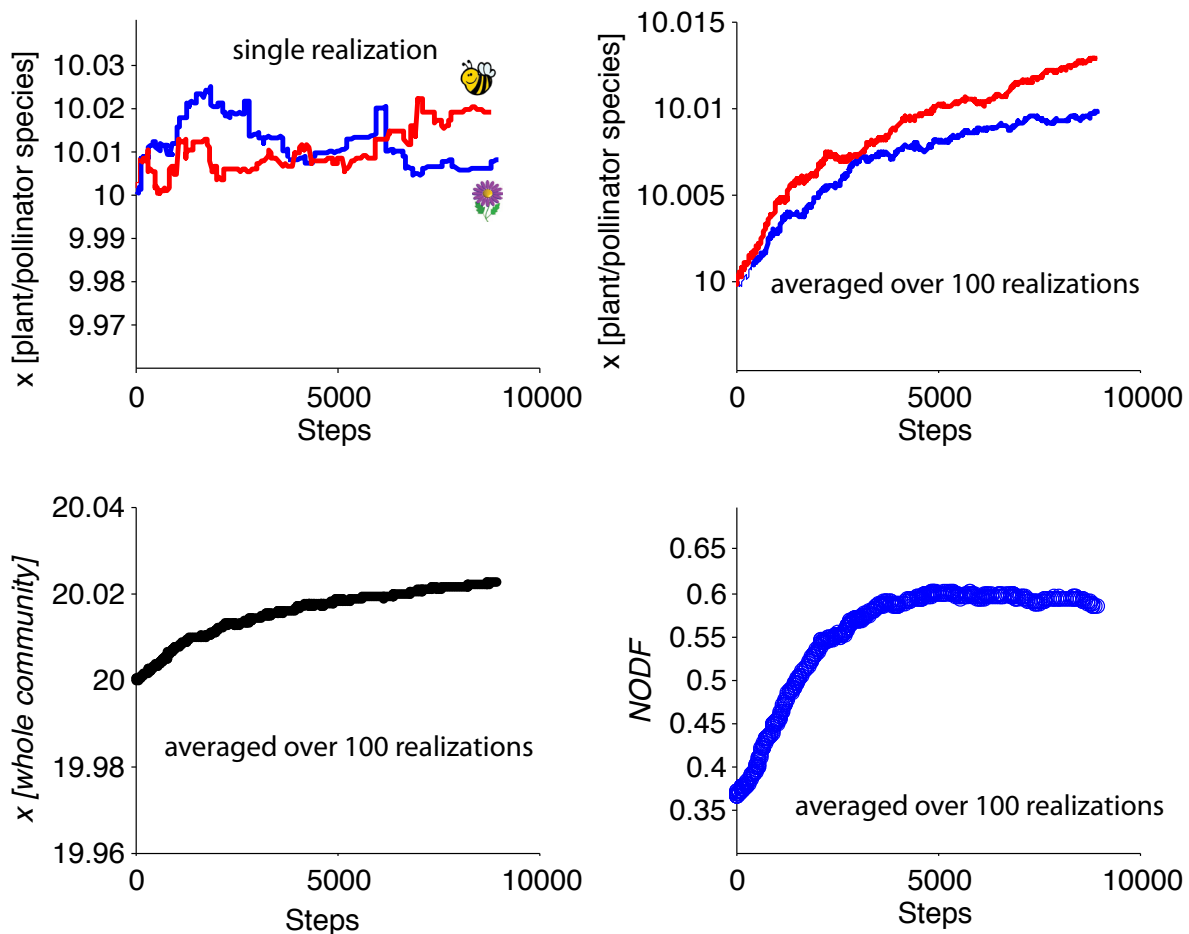 x [plant/pollinator species]
single realization
10.03
10.02
10.01
10
9.99
9.98
9.97
0
5000
10000
Steps
x [plant/pollinator species]
10.015
10.01
10.005
10
averaged over 100 realizations
0
5000
10000
Steps
x [whole community]
20.04
20.02
20
19.98
19.96
averaged over 100 realizations
0
5000
10000
Steps
NODF
0.65
0.6
0.55
0.5
0.45
0.4
0.35
averaged over 100 realizations
0
5000
10000
Steps